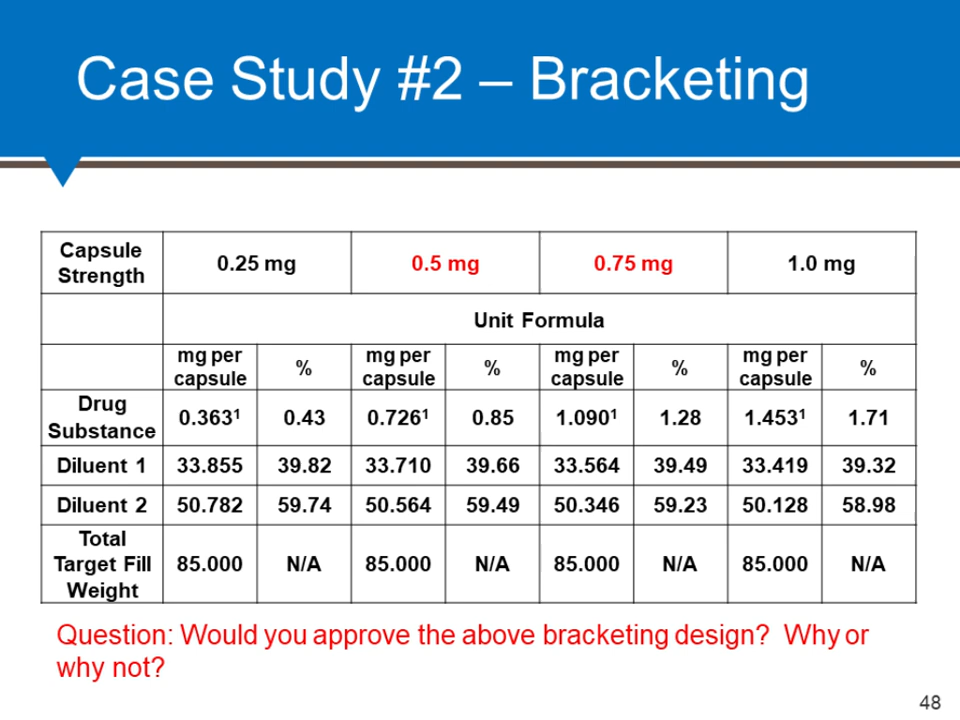 Case Study #2 – Bracketing
Capsule Strength 0.25 mg 0.5 mg 0.75 mg 1.0 mg
Unit Formula
mg per capsule % mg per capsule % mg per capsule % mg per capsule %
Drug Substance 0.363¹ 0.43 0.726¹ 0.85 1.090¹ 1.28 1.453¹ 1.71
Diluent 1 33.855 39.82 33.710 39.66 33.564 39.49 33.419 39.32
Diluent 2 50.782 59.74 50.564 59.49 50.346 59.23 50.128 58.98
Total Target Fill Weight 85.000 N/A 85.000 N/A 85.000 N/A 85.000 N/A
Question: Would you approve the above bracketing design?  Why or
why not?
48